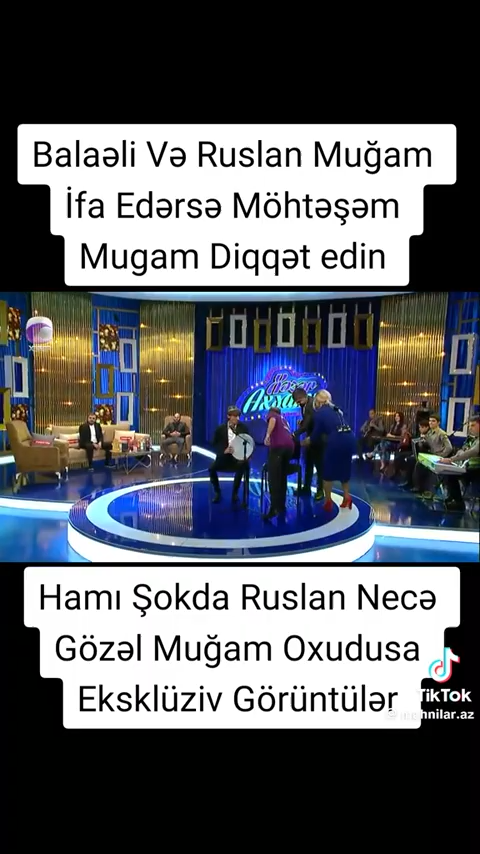 Balaəli Və Ruslan Muğam
İfa Edərsə Möhtəşəm
Mugam Diqqət edin
Hamı Şokda Ruslan Necə
Gözəl Muğam Oxudusa
Eksklüziv Görüntülər
TikTok